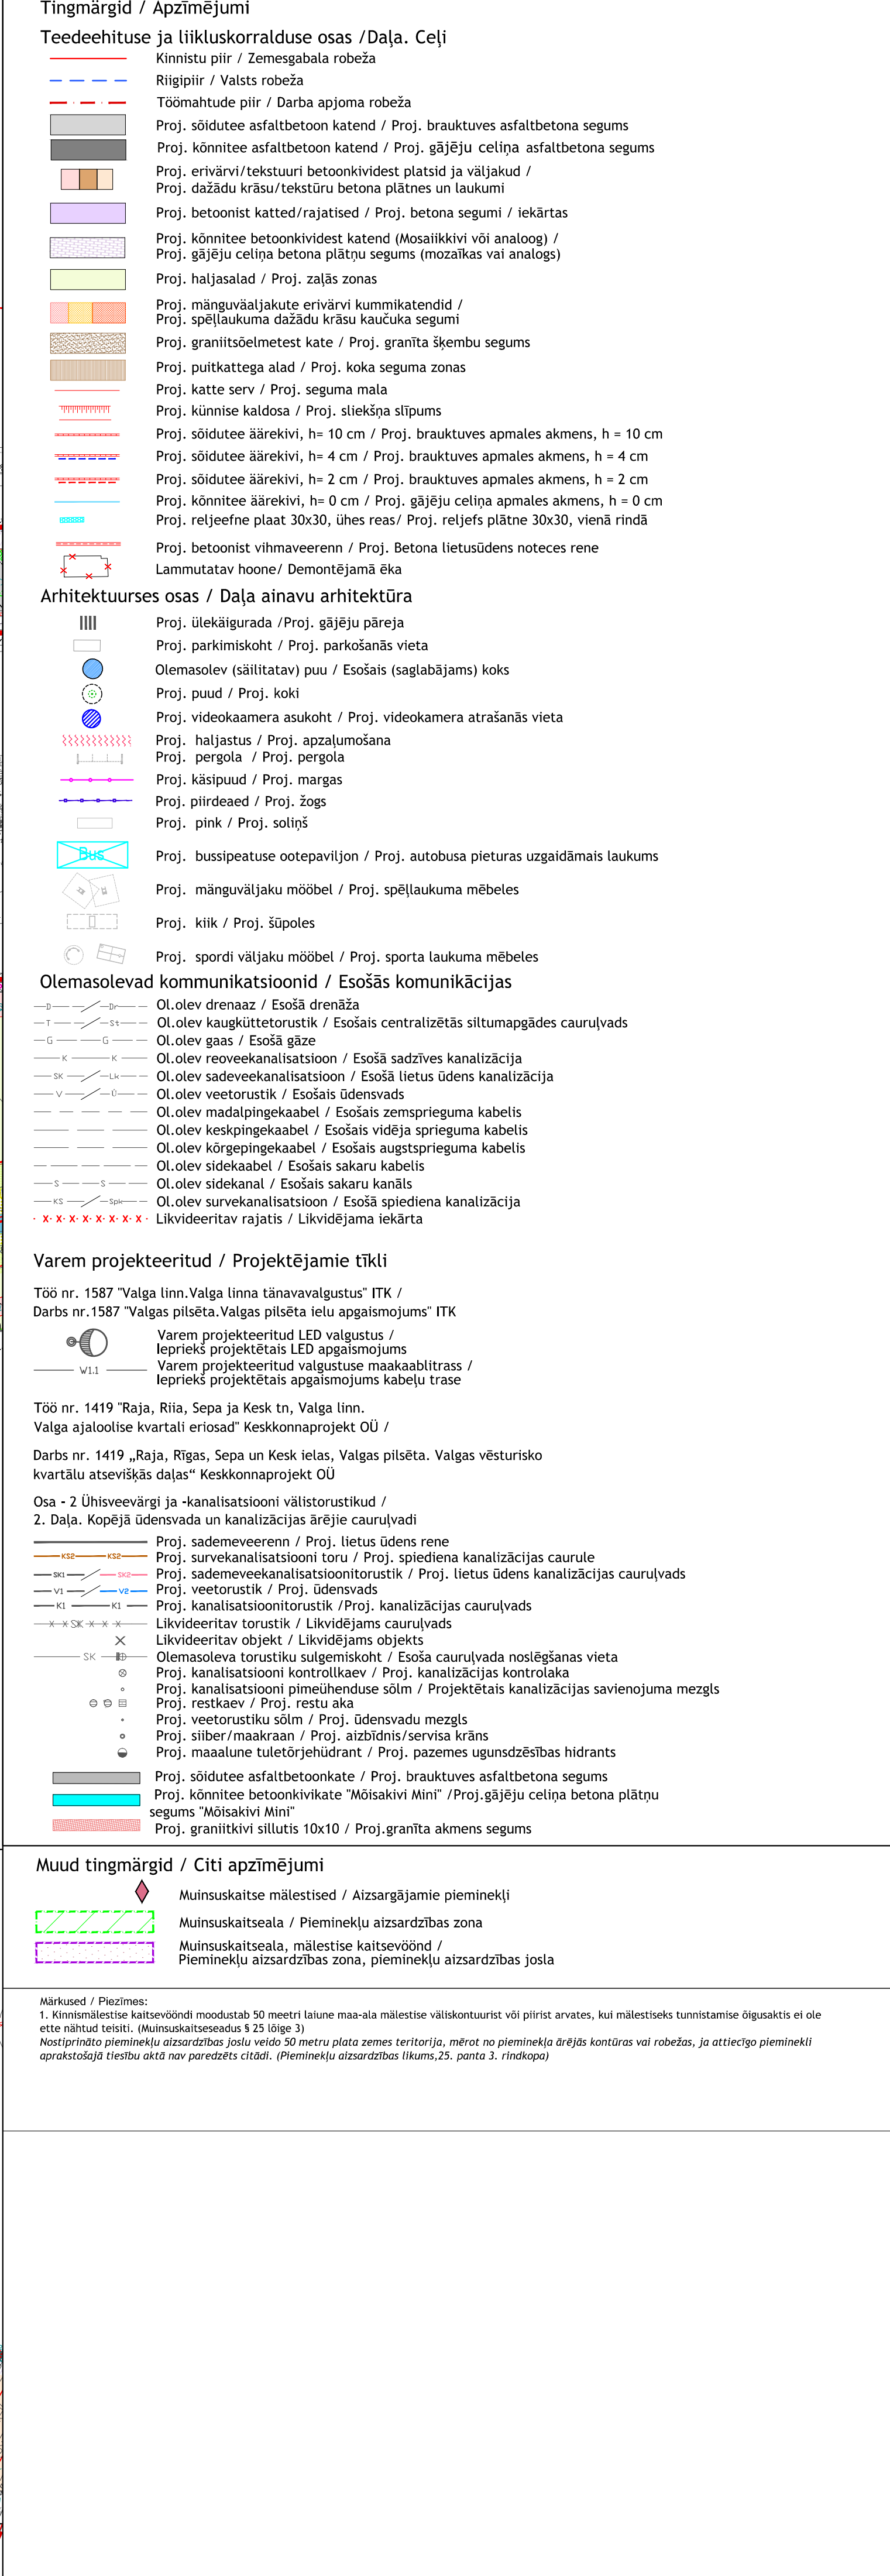 Tingmärgid / Apzīmējumi
Teedeehituse ja liikluskorralduse osas /Daļa. Ceļi
Kinnistu piir / Zemesgabala robeža
Riigipiir / Valsts robeža
Töömahtude piir / Darba apjoma robeža
Proj. sõidutee asfaltbetoon katend / Proj. brauktuves asfaltbetona segums
Proj. kõnnitee asfaltbetoon katend / Proj. gājēju celiņa asfaltbetona segums
Proj. erivärvi/tekstuuri betoonkividest platsid ja väljakud /
Proj. dažādu krāsu/tekstūru betona plātnes un laukumi
Proj. betoonist katted/rajatised / Proj. betona segumi / iekārtas
Proj. kõnnitee betoonkividest katend (Mosaiikkivi või analoog) /
Proj. gājēju celiņa betona plātņu segums (mozaīkas vai analogs)
Proj. haljasalad / Proj. zaļās zonas
Proj. mänguväaljakute erivärvi kummikatendid /
Proj. spēļlaukuma dažādu krāsu kaučuka segumi
Proj. graniitsõelmetest kate / Proj. granīta šķembu segums
Proj. puitkattega alad / Proj. koka seguma zonas
Proj. katte serv / Proj. seguma mala
Proj. künnise kaldosa / Proj. sliekšņa slīpums
Proj. sõidutee äärekivi, h= 10 cm / Proj. brauktuves apmales akmens, h = 10 cm
Proj. sõidutee äärekivi, h= 4 cm / Proj. brauktuves apmales akmens, h = 4 cm
Proj. sõidutee äärekivi, h= 2 cm / Proj. brauktuves apmales akmens, h = 2 cm
Proj. kõnnitee äärekivi, h= 0 cm / Proj. gājēju celiņa apmales akmens, h = 0 cm
Proj. reljeefne plaat 30x30, ühes reas/ Proj. reljefs plātne 30x30, vienā rindā
Proj. betoonist vihmaveerenn / Proj. Betona lietusūdens noteces rene
Lammutatav hoone/ Demontējamā ēka
Arhitektuurses osas / Daļa ainavu arhitektūra
Proj. ülekäigurada /Proj. gājēju pāreja
Proj. parkimiskoht / Proj. parkošanās vieta
Olemasolev (säilitatav) puu / Esošais (saglabājams) koks
Proj. puud / Proj. koki
Proj. videokaamera asukoht / Proj. videokamera atrašanās vieta
Proj. haljastus / Proj. apzaļumošana
Proj. pergola / Proj. pergola
Proj. käsipuud / Proj. margas
Proj. piirdeaed / Proj. žogs
Proj. pink / Proj. soliņš
Bus
Proj. bussipeatuse ootepaviljon / Proj. autobusa pieturas uzgaidāmais laukums
Proj. mänguväljaku mööbel / Proj. spēļlaukuma mēbeles
Proj. kiik / Proj. šūpoles
Proj. spordi väljaku mööbel / Proj. sporta laukuma mēbeles
Olemasolevad kommunikatsioonid / Esošās komunikācijas
D Dr Ol.olev drenaaz / Esošā drenāža
T St Ol.olev kaugküttetorustik / Esošais centralizētās siltumapgādes cauruļvads
G G Ol.olev gaas / Esošā gāze
K K Ol.olev reoveekanalisatsioon / Esošā sadzīves kanalizācija
SK Lk Ol.olev sadeveekanalisatsioon / Esošā lietus ūdens kanalizācija
V Ū Ol.olev veetorustik / Esošais ūdensvads
Ol.olev madalpingekaabel / Esošais zemsprieguma kabelis
Ol.olev keskpingekaabel / Esošais vidēja sprieguma kabelis
Ol.olev kõrgepingekaabel / Esošais augstsprieguma kabelis
Ol.olev sidekaabel / Esošais sakaru kabelis
S S Ol.olev sidekanal / Esošais sakaru kanāls
KS Spk Ol.olev survekanalisatsioon / Esošā spiediena kanalizācija
x x x x x x x x Likvideeritav rajatis / Likvidējama iekārta
Varem projekteeritud / Projektējamie tīkli
Töö nr. 1587 "Valga linn.Valga linna tänavavalgustus" ITK /
Darbs nr.1587 "Valgas pilsēta.Valgas pilsēta ielu apgaismojums" ITK
Varem projekteeritud LED valgustus /
Iepriekš projektētais LED apgaismojums
W1.1 Varem projekteeritud valgustuse maakaablitrass /
Iepriekš projektētais apgaismojums kabeļu trase
Töö nr. 1419 "Raja, Riia, Sepa ja Kesk tn, Valga linn.
Valga ajaloolise kvartali eriosad" Keskkonnaprojekt OÜ /
Darbs nr. 1419 „Raja, Rīgas, Sepa un Kesk ielas, Valgas pilsēta. Valgas vēsturisko
kvartālu atsevišķās daļas“ Keskkonnaprojekt OÜ
Osa - 2 Ühisveevärgi ja -kanalisatsiooni välistorustikud /
2. Daļa. Kopējā ūdensvada un kanalizācijas ārējie cauruļvadi
Proj. sademeveerenn / Proj. lietus ūdens rene
KS2 KS2 Proj. survekanalisatsiooni toru / Proj. spiediena kanalizācijas caurule
SK1 SK2 Proj. sademeveekanalisatsioonitorustik / Proj. lietus ūdens kanalizācijas cauruļvads
V1 V2 Proj. veetorustik / Proj. ūdensvads
K1 K1 Proj. kanalisatsioonitorustik /Proj. kanalizācijas cauruļvads
x x SK x x Likvideeritav torustik / Likvidējams cauruļvads
Likvideeritav objekt / Likvidējams objekts
SK Olemasoleva torustiku sulgemiskoht / Esoša cauruļvada noslēgšanas vieta
Proj. kanalisatsiooni kontrollkaev / Proj. kanalizācijas kontrolaka
Proj. kanalisatsiooni pimeühenduse sõlm / Projektētais kanalizācijas savienojuma mezgls
Proj. restkaev / Proj. restu aka
Proj. veetorustiku sõlm / Proj. ūdensvadu mezgls
Proj. siiber/maakraan / Proj. aizbīdnis/servisa krāns
Proj. maaalune tuletõrjehüdrant / Proj. pazemes ugunsdzēsības hidrants
Proj. sõidutee asfaltbetoonkate / Proj. brauktuves asfaltbetona segums
Proj. kõnnitee betoonkivikate "Mõisakivi Mini" /Proj.gājēju celiņa betona plātņu
segums "Mõisakivi Mini"
Proj. graniitkivi sillutis 10x10 / Proj.granīta akmens segums
Muud tingmärgid / Citi apzīmējumi
Muinsuskaitse mälestised / Aizsargājamie pieminekļi
Muinsuskaitseala / Pieminekļu aizsardzības zona
Muinsuskaitseala, mälestise kaitsevöönd /
Pieminekļu aizsardzības zona, pieminekļu aizsardzības josla
Märkused / Piezīmes:
1. Kinnismälestise kaitsevööndi moodustab 50 meetri laiune maa-ala mälestise väliskontuurist või piirist arvates, kui mälestiseks tunnistamise õigusaktis ei ole
ette nähtud teisiti. (Muinsuskaitseseadus § 25 lõige 3)
Nostiprināto pieminekļu aizsardzības joslu veido 50 metru plata zemes teritorija, mērot no pieminekļa ārējās kontūras vai robežas, ja attiecīgo pieminekli
aprakstošajā tiesību aktā nav paredzēts citādi. (Pieminekļu aizsardzības likums,25. panta 3. rindkopa)